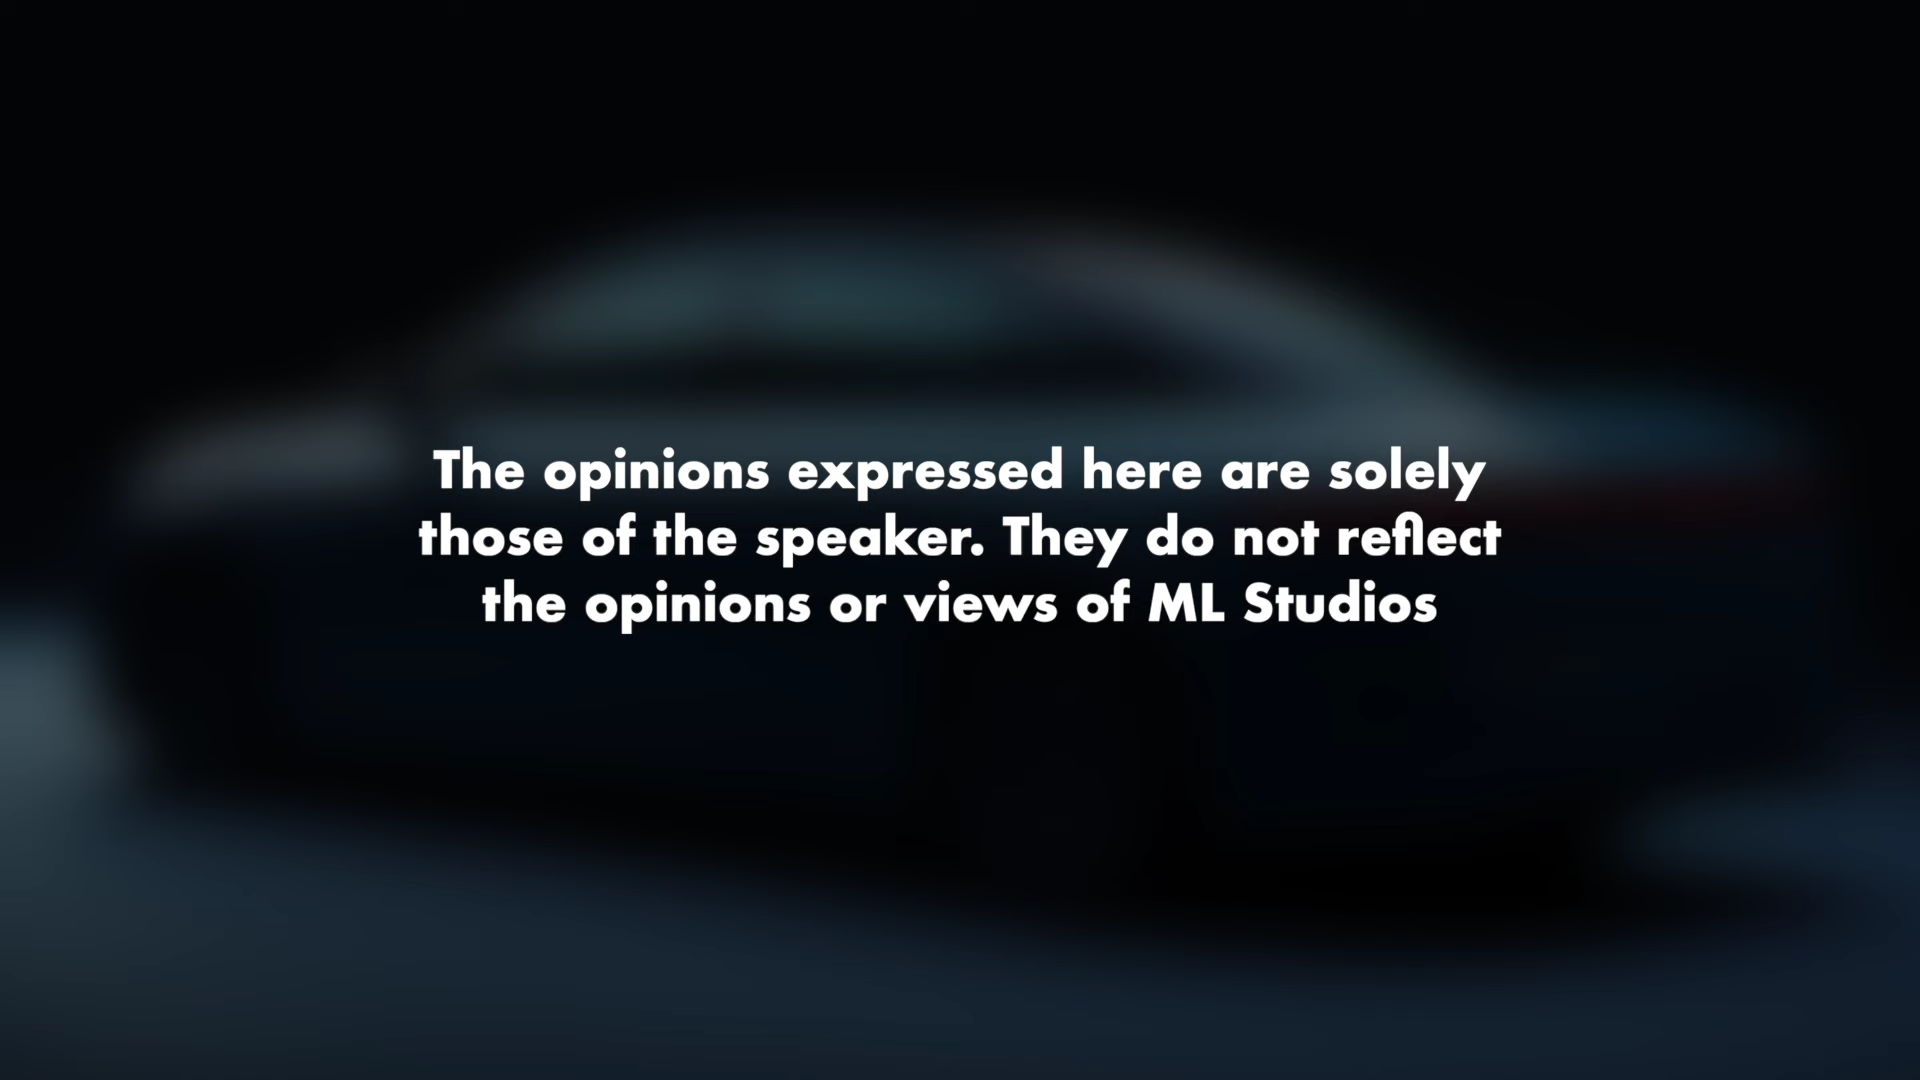 The opinions expressed here are solely
those of the speaker. They do not reflect
the opinions or views of ML Studios